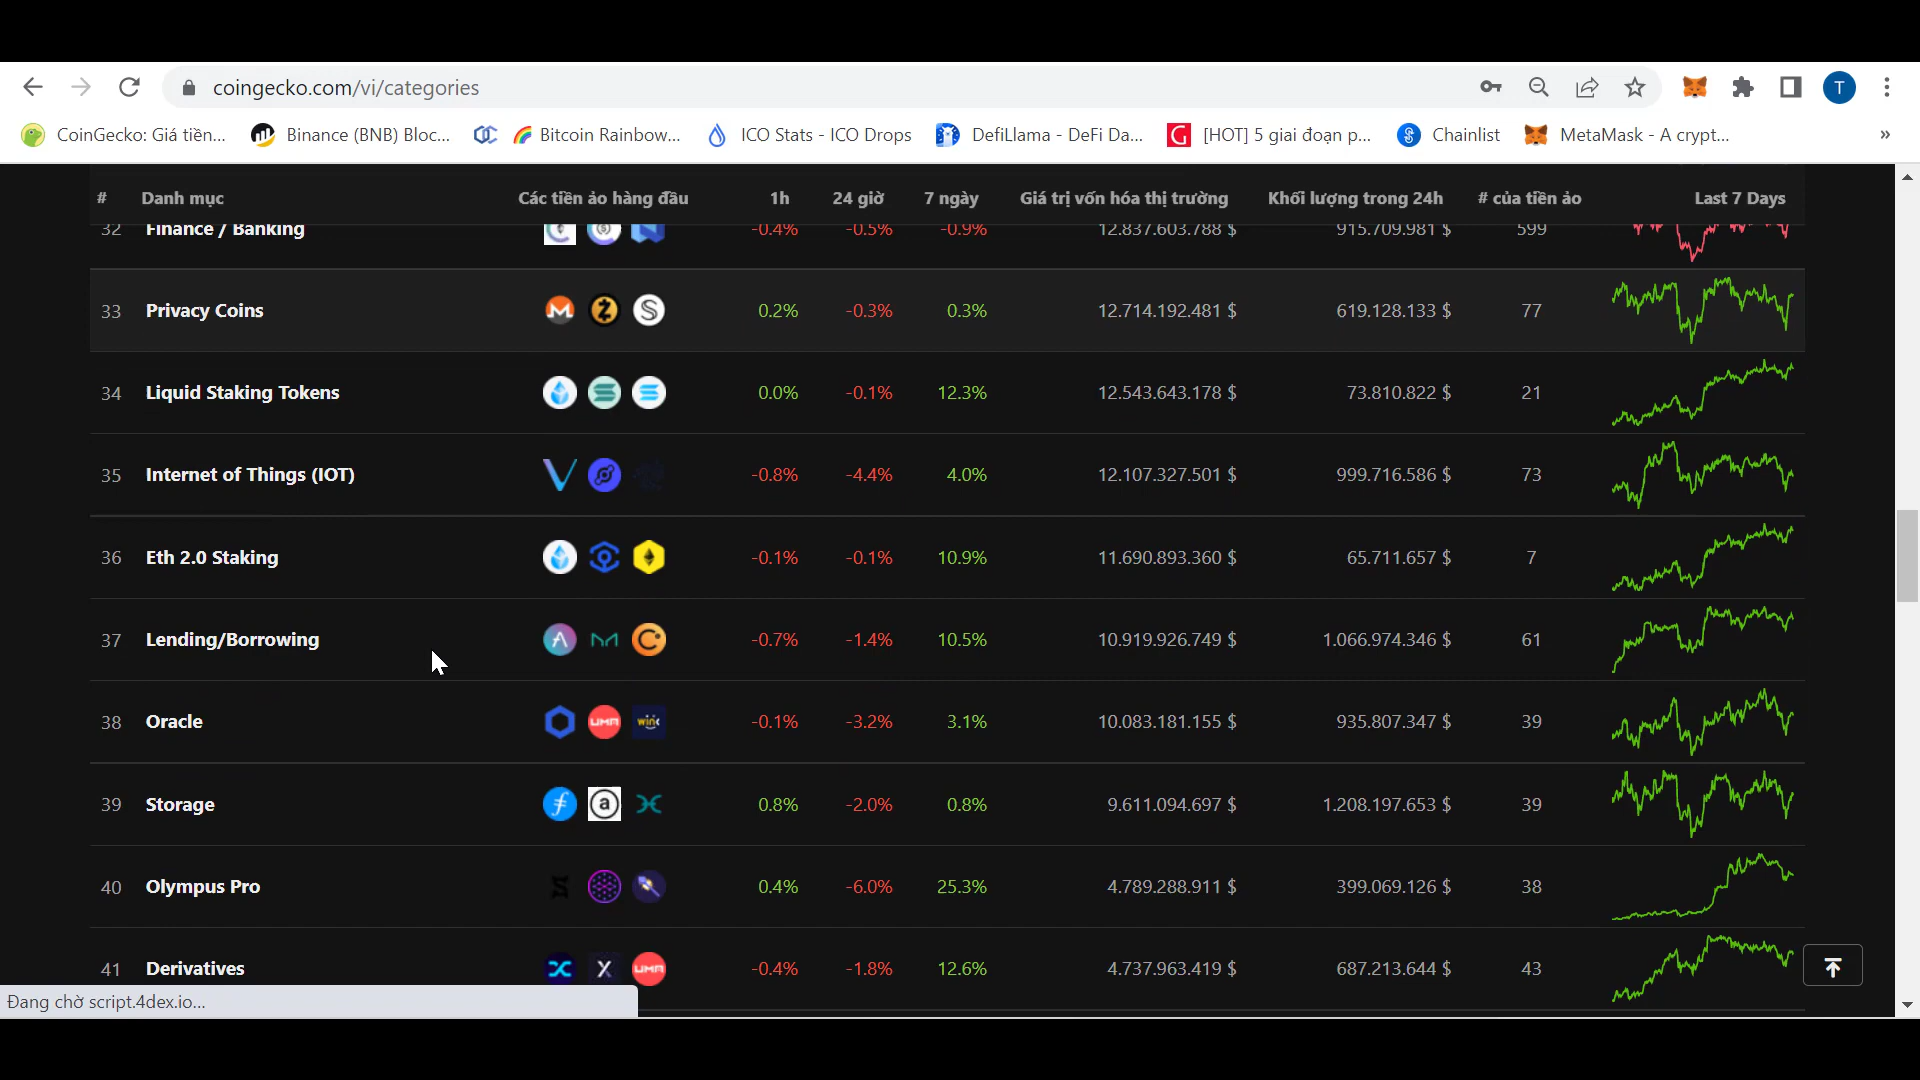 coingecko.com/vi/categories
T
CoinGecko: Giá tiền... Binance (BNB) Bloc... Bitcoin Rainbow... ICO Stats - ICO Drops DefiLlama - DeFi Da... [HOT] 5 giai đoạn p... Chainlist MetaMask - A crypt... »
# Danh mục Các tiền ảo hàng đầu 1h 24 giờ 7 ngày Giá trị vốn hóa thị trường Khối lượng trong 24h # của tiền ảo Last 7 Days
32 Finance / Banking -0.4% -0.5% -0.9% 12.837.603.788 $ 915.709.981 $ 599
33 Privacy Coins 0.2% -0.3% 0.3% 12.714.192.481 $ 619.128.133 $ 77
34 Liquid Staking Tokens 0.0% -0.1% 12.3% 12.543.643.178 $ 73.810.822 $ 21
35 Internet of Things (IOT) -0.8% -4.4% 4.0% 12.107.327.501 $ 999.716.586 $ 73
36 Eth 2.0 Staking -0.1% -0.1% 10.9% 11.690.893.360 $ 65.711.657 $ 7
37 Lending/Borrowing -0.7% -1.4% 10.5% 10.919.926.749 $ 1.066.974.346 $ 61
38 Oracle UMA wink -0.1% -3.2% 3.1% 10.083.181.155 $ 935.807.347 $ 39
39 Storage a 0.8% -2.0% 0.8% 9.611.094.697 $ 1.208.197.653 $ 39
40 Olympus Pro 0.4% -6.0% 25.3% 4.789.288.911 $ 399.069.126 $ 38
41 Derivatives UMA -0.4% -1.8% 12.6% 4.737.963.419 $ 687.213.644 $ 43
Đang chờ script.4dex.io...